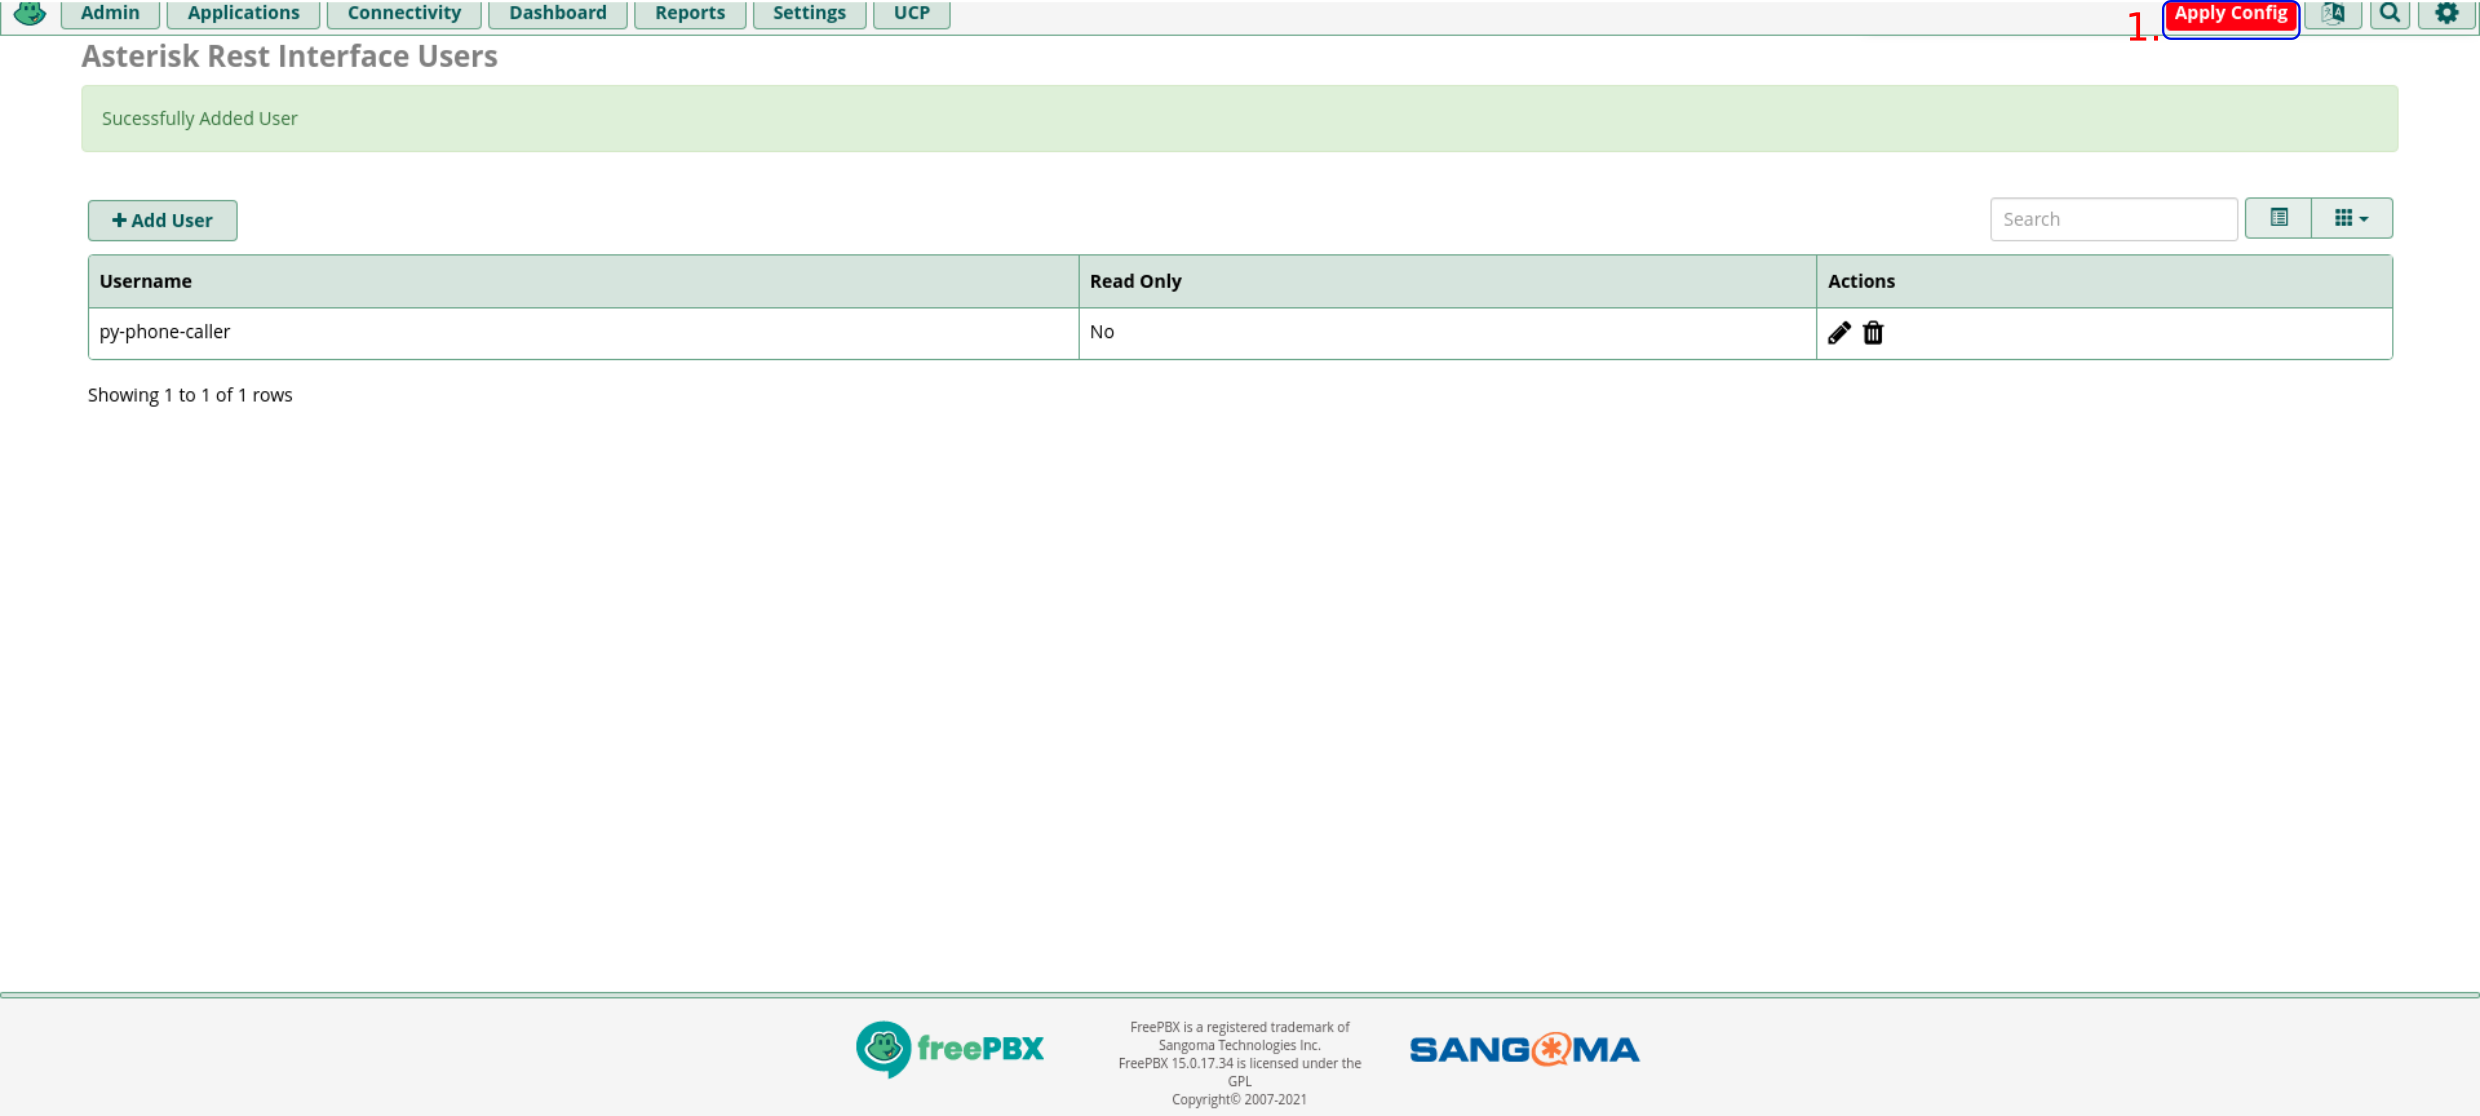 Admin Applications Connectivity Dashboard Reports Settings UCP 1. Apply Config
Asterisk Rest Interface Users
Sucessfully Added User
Add User Search
Username Read Only Actions
py-phone-caller No
Showing 1 to 1 of 1 rows
freePBX
FreePBX is a registered trademark of
Sangoma Technologies Inc.
FreePBX 15.0.17.34 is licensed under the
GPL
Copyright© 2007-2021
SANGOMA